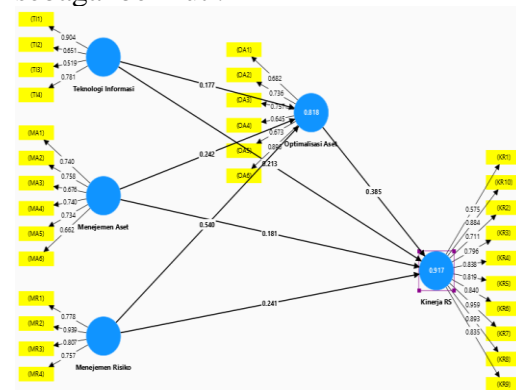 (TI1)
(TI2)
(TI3)
(TI4)
0.904
0.651
0.519
0.781
Teknologi Informasi
(OA1)
(OA2)
(OA3)
(OA4)
(OA5)
(OA6)
0.682
0.736
0.645
0.673
0.818
Optimalisasi Aset
0.177
0.242
0.213
0.540
0.385
0.181
0.241
(MA1)
(MA2)
(MA3)
(MA4)
(MA5)
(MA6)
0.740
0.758
0.676
0.740
0.734
0.662
Menejemen Aset
(MR1)
(MR2)
(MR3)
(MR4)
0.778
0.939
0.807
0.757
Menejemen Risiko
0.917
Kinerja RS
0.575
0.884
0.711
0.796
0.838
0.819
0.840
0.959
0.893
0.835
(KR1)
(KR10)
(KR2)
(KR3)
(KR4)
(KR5)
(KR6)
(KR7)
(KR8)
(KR9)